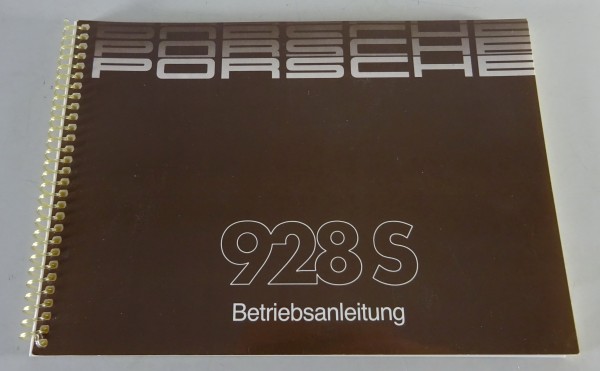 PORSCHE
PORSCHE
PORSCHE
928 S
Betriebsanleitung